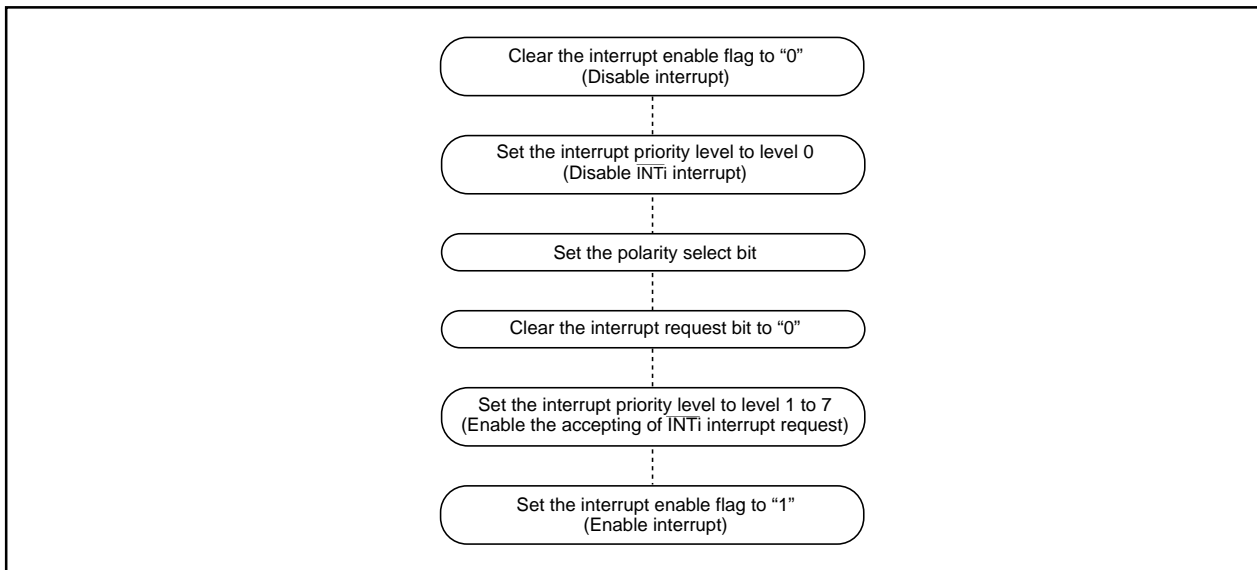 Clear the interrupt enable flag to “0”
(Disable interrupt)
Set the interrupt priority level to level 0
(Disable INTi interrupt)
Set the polarity select bit
Clear the interrupt request bit to “0”
Set the interrupt priority level to level 1 to 7
(Enable the accepting of INTi interrupt request)
Set the interrupt enable flag to “1”
(Enable interrupt)